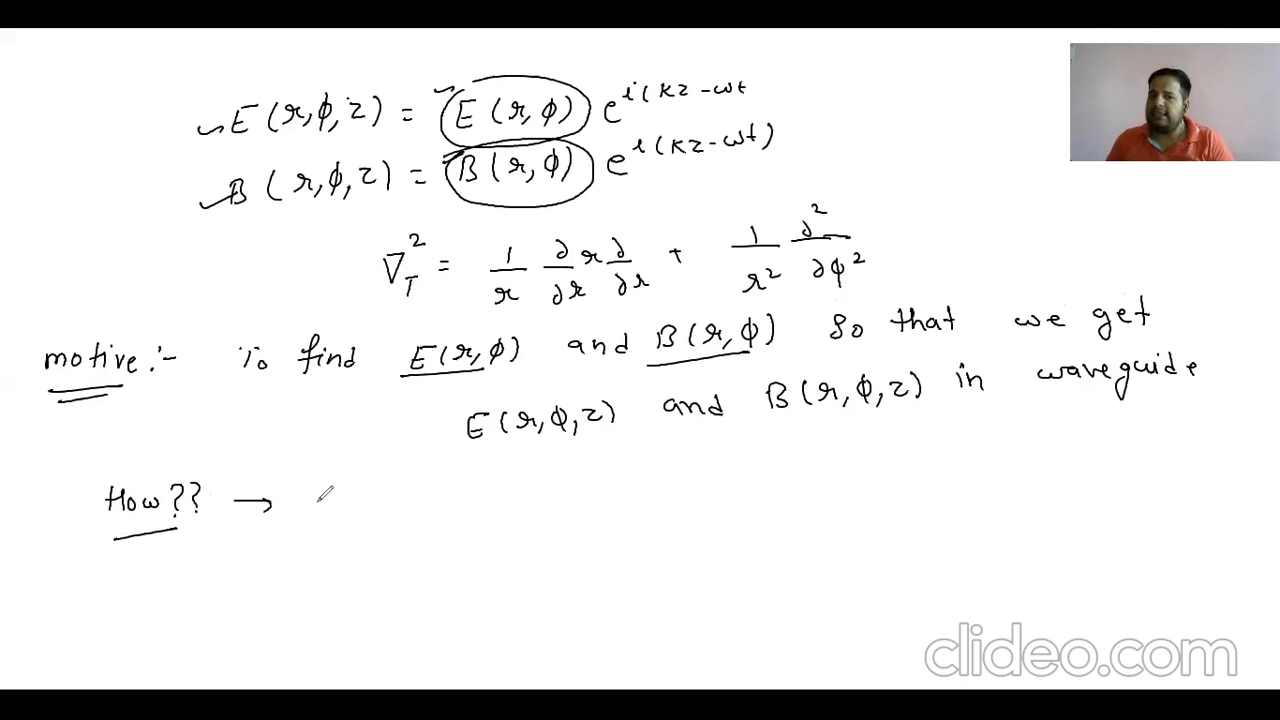 E(r,ϕ,z) = E(r,ϕ) e^{i(kz-ωt}
B(r,ϕ,z) = B(r,ϕ) e^{i(kz-ωt)}
∇_T^2 = 1/r ∂/∂r r ∂/∂r + 1/r^2 ∂^2/∂ϕ^2
motive:- To find E(r,ϕ) and B(r,ϕ) so that we get
E(r,ϕ,z) and B(r,ϕ,z) in waveguide
How?? →
clideo.com